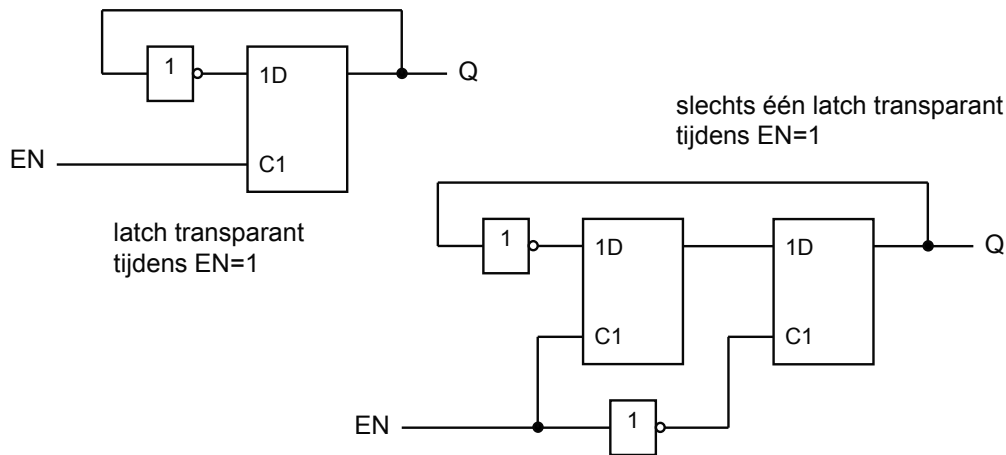 1
1D
Q
EN
C1
latch transparant
tijdens EN=1
slechts één latch transparant
tijdens EN=1
1
1D
1D
Q
C1
C1
EN
1